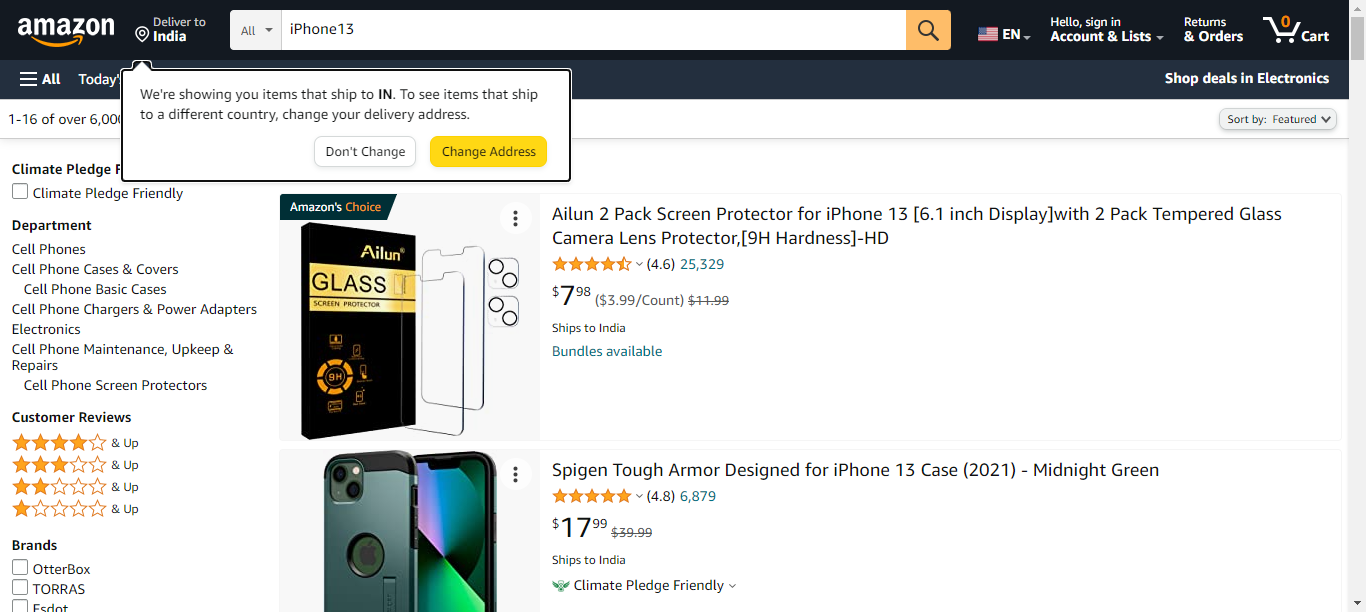 amazon
Deliver to
India
All
iPhone13
EN
Hello, sign in
Account & Lists
Returns
& Orders
0
Cart
All
Today'
Shop deals in Electronics
We're showing you items that ship to IN. To see items that ship
to a different country, change your delivery address.
Don't Change
Change Address
1-16 of over 6,00
Sort by: Featured
Climate Pledge F
Climate Pledge Friendly
Department
Cell Phones
Cell Phone Cases & Covers
Cell Phone Basic Cases
Cell Phone Chargers & Power Adapters
Electronics
Cell Phone Maintenance, Upkeep &
Repairs
Cell Phone Screen Protectors
Customer Reviews
& Up
& Up
& Up
& Up
Brands
OtterBox
TORRAS
Esdot
Amazon's Choice
Ailun®
GLASS
SCREEN PROTECTOR
9H
Ailun 2 Pack Screen Protector for iPhone 13 [6.1 inch Display]with 2 Pack Tempered Glass
Camera Lens Protector,[9H Hardness]-HD
(4.6) 25,329
$798 ($3.99/Count) $11.99
Ships to India
Bundles available
Spigen Tough Armor Designed for iPhone 13 Case (2021) - Midnight Green
(4.8) 6,879
$1799 $39.99
Ships to India
Climate Pledge Friendly